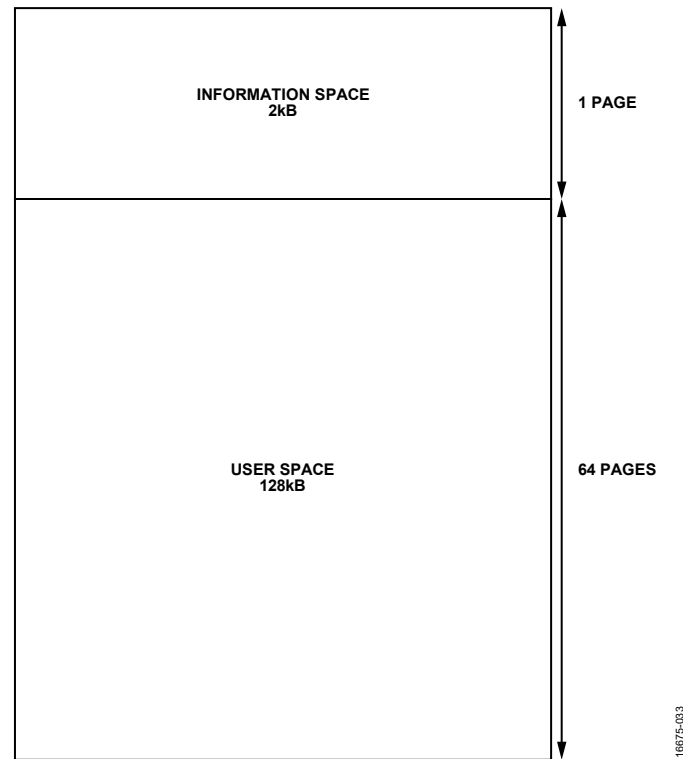 INFORMATION SPACE
2kB
1 PAGE
USER SPACE
128kB
64 PAGES
16675-033